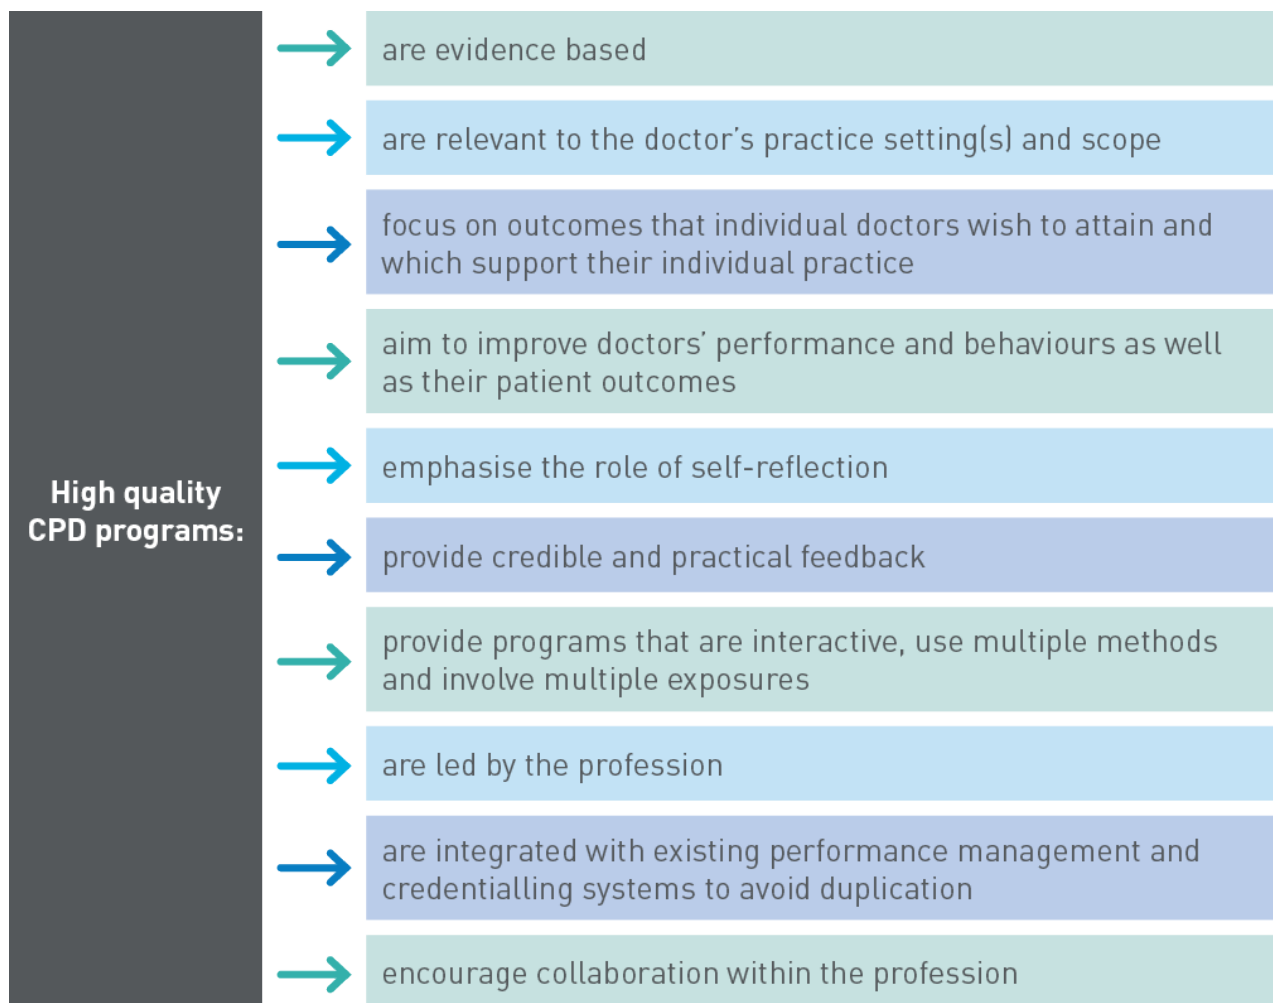 High quality
CPD programs:
are evidence based
are relevant to the doctor’s practice setting(s) and scope
focus on outcomes that individual doctors wish to attain and
which support their individual practice
aim to improve doctors’ performance and behaviours as well
as their patient outcomes
emphasise the role of self-reflection
provide credible and practical feedback
provide programs that are interactive, use multiple methods
and involve multiple exposures
are led by the profession
are integrated with existing performance management and
credentialling systems to avoid duplication
encourage collaboration within the profession